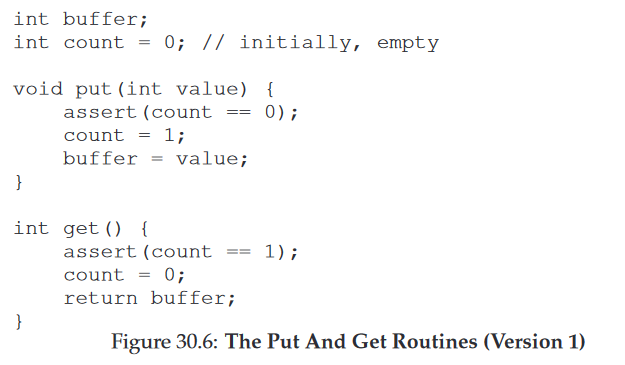 int buffer;
int count = 0; // initially, empty
void put(int value) {
    assert(count == 0);
    count = 1;
    buffer = value;
}
int get() {
    assert(count == 1);
    count = 0;
    return buffer;
}
Figure 30.6: The Put And Get Routines (Version 1)